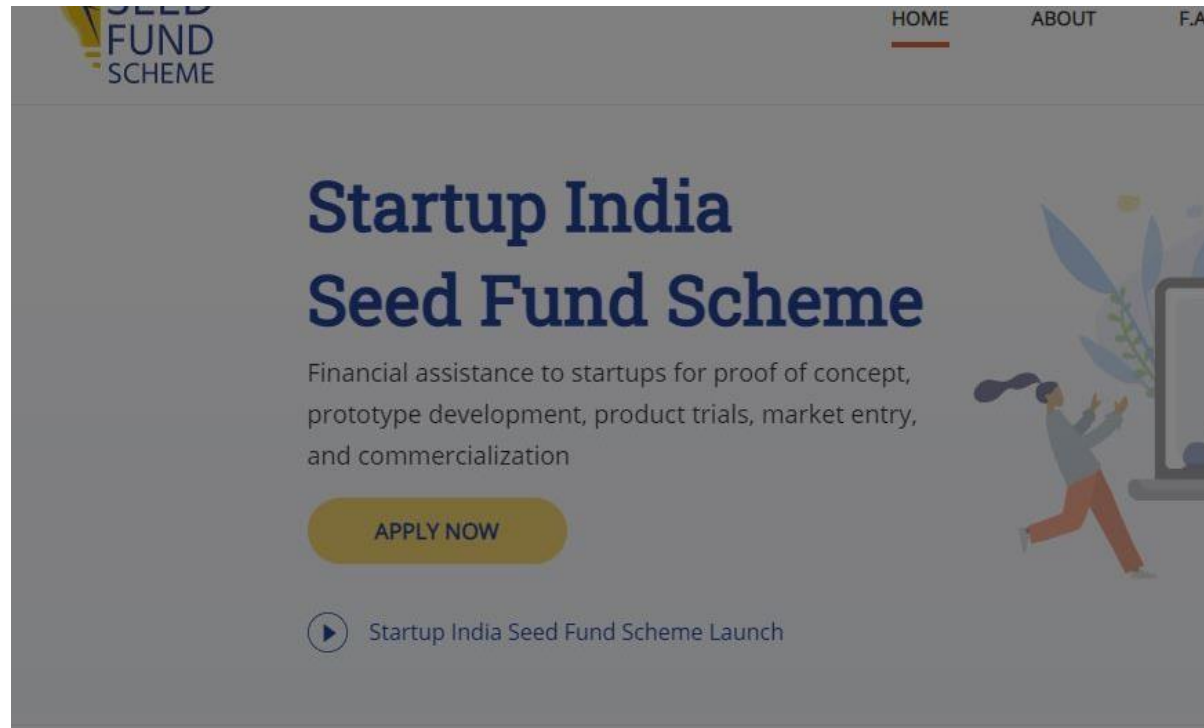 SEED
FUND
SCHEME
HOME ABOUT F.A
Startup India
Seed Fund Scheme
Financial assistance to startups for proof of concept,
prototype development, product trials, market entry,
and commercialization
APPLY NOW
Startup India Seed Fund Scheme Launch